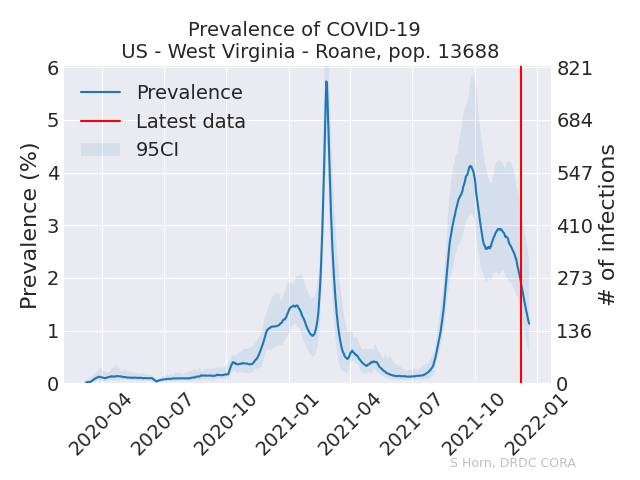 Prevalence of COVID-19
US - West Virginia - Roane, pop. 13688
Prevalence
Latest data
95CI
Prevalence (%)
6
5
4
3
2
1
0
821
684
547
410
273
136
0
# of infections
2020-04
2020-07
2020-10
2021-01
2021-04
2021-07
2021-10
2022-01
S Horn, DRDC CORA